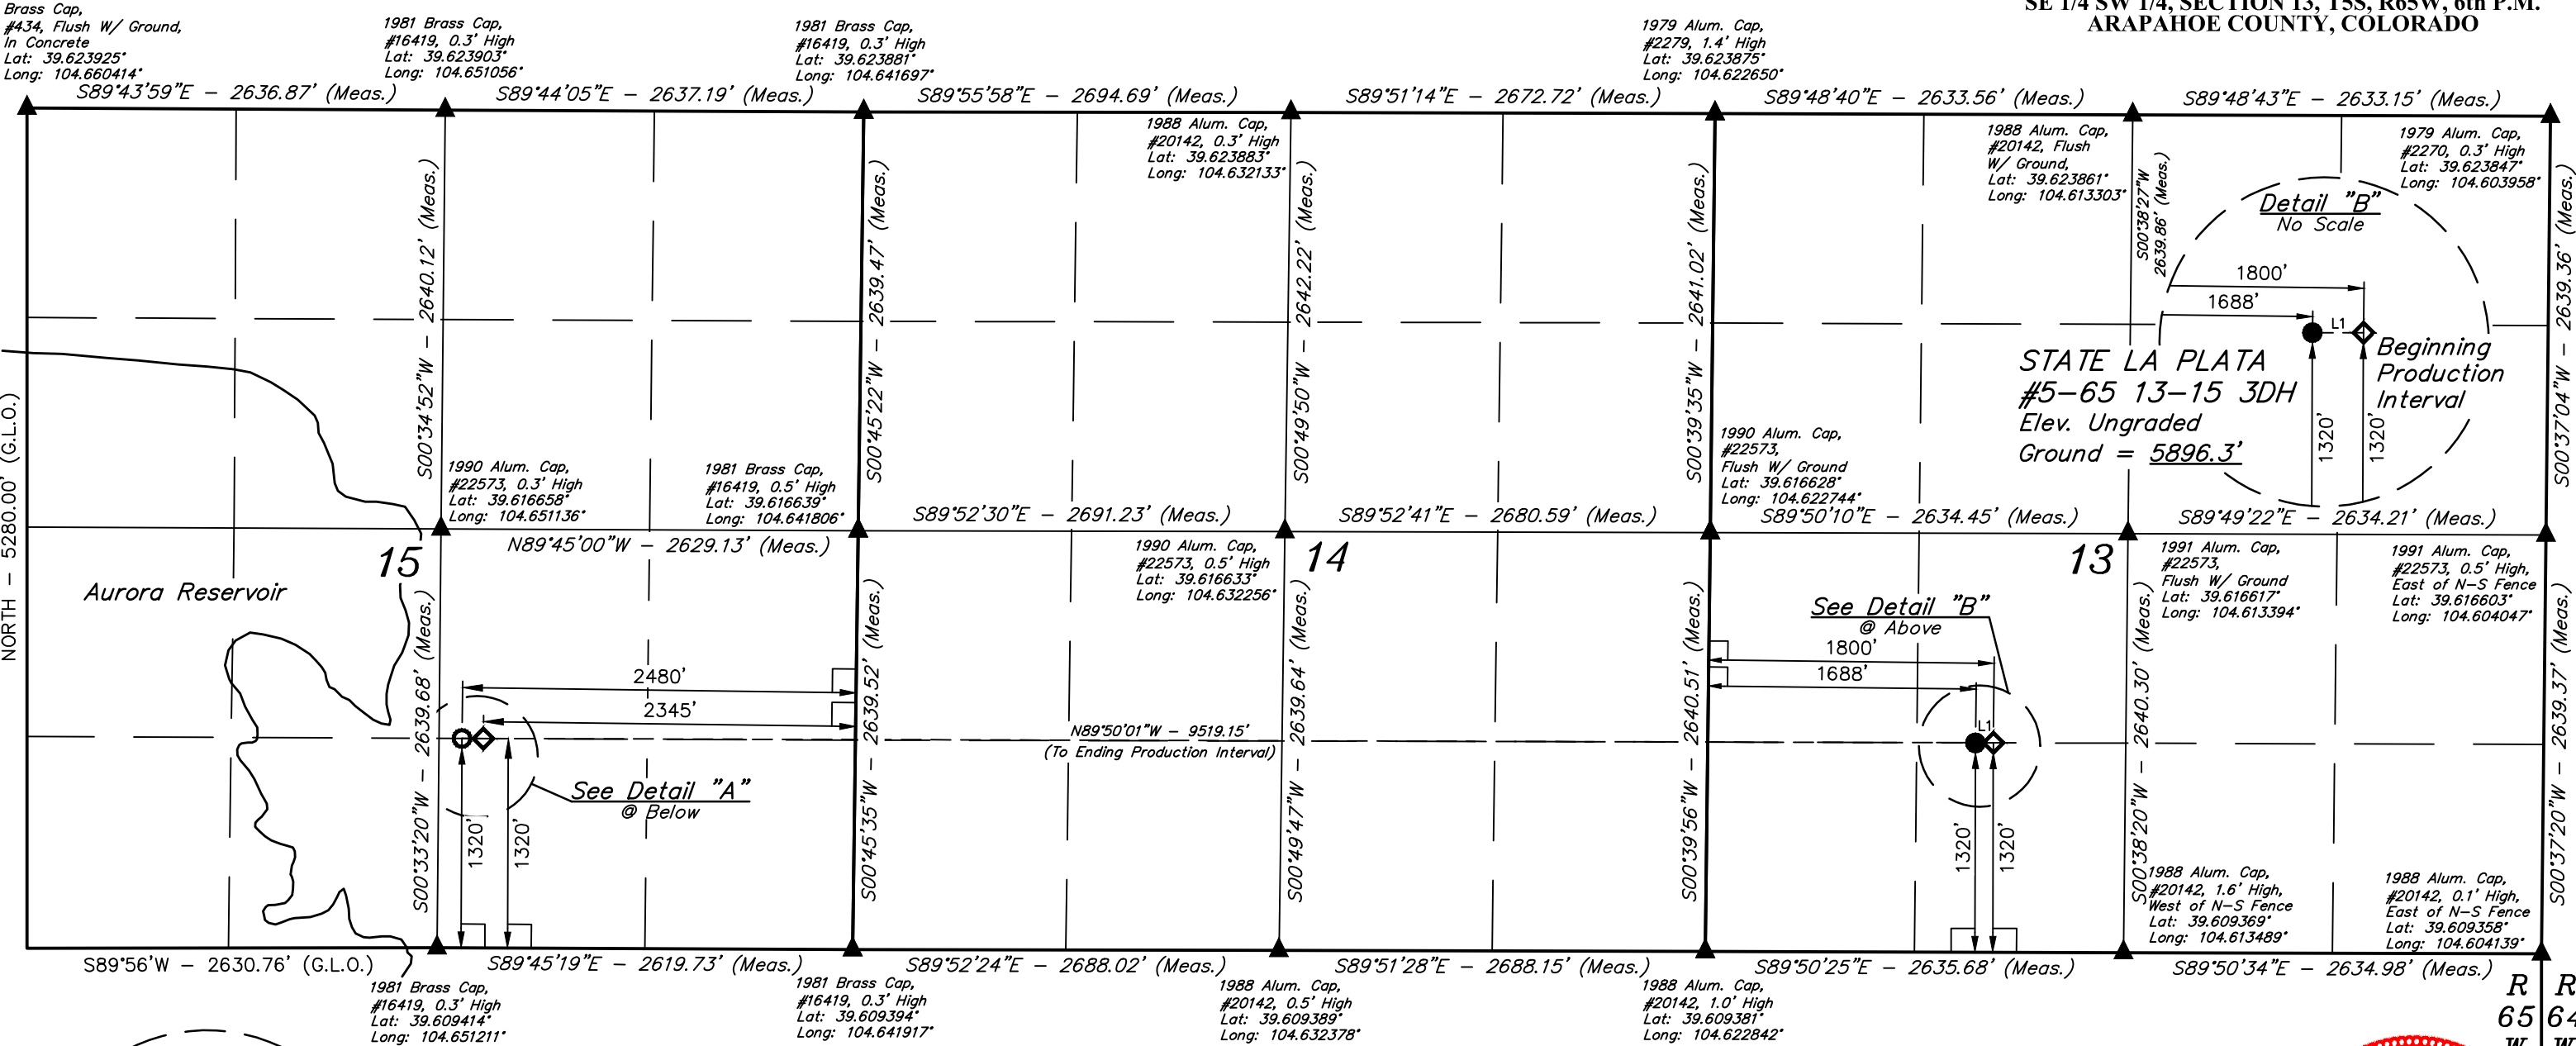 SE 1/4 SW 1/4, SECTION 13, T5S, R65W, 6th P.M.
ARAPAHOE COUNTY, COLORADO
Brass Cap,
#434, Flush W/ Ground,
In Concrete
Lat: 39.623925°
Long: 104.660414°
1981 Brass Cap,
#16419, 0.3' High
Lat: 39.623903°
Long: 104.651056°
1981 Brass Cap,
#16419, 0.3' High
Lat: 39.623881°
Long: 104.641697°
1979 Alum. Cap,
#2279, 1.4' High
Lat: 39.623875°
Long: 104.622650°
S89°43'59"E - 2636.87' (Meas.)
S89°44'05"E - 2637.19' (Meas.)
S89°55'58"E - 2694.69' (Meas.)
S89°51'14"E - 2672.72' (Meas.)
S89°48'40"E - 2633.56' (Meas.)
S89°48'43"E - 2633.15' (Meas.)
1988 Alum. Cap,
#20142, 0.3' High
Lat: 39.623883°
Long: 104.632133°
1988 Alum. Cap,
#20142, Flush
W/ Ground,
Lat: 39.623861°
Long: 104.613303°
1979 Alum. Cap,
#2270, 0.3' High
Lat: 39.623847°
Long: 104.603958°
NORTH - 5280.00' (G.L.O.)
S00°34'52"W - 2640.12' (Meas.)
S00°45'22"W - 2639.47' (Meas.)
S00°49'50"W - 2642.22' (Meas.)
S00°39'35"W - 2641.02' (Meas.)
S00°38'27"W
2639.86' (Meas.)
S00°37'04"W - 2639.36' (Meas.)
Detail "B"
No Scale
1800'
1688'
L1
Beginning
Production
Interval
1320'
1320'
STATE LA PLATA
#5-65 13-15 3DH
Elev. Ungraded
Ground = 5896.3'
1990 Alum. Cap,
#22573, 0.3' High
Lat: 39.616658°
Long: 104.651136°
1981 Brass Cap,
#16419, 0.5' High
Lat: 39.616639°
Long: 104.641806°
1990 Alum. Cap,
#22573,
Flush W/ Ground
Lat: 39.616628°
Long: 104.622744°
N89°45'00"W - 2629.13' (Meas.)
S89°52'30"E - 2691.23' (Meas.)
S89°52'41"E - 2680.59' (Meas.)
S89°50'10"E - 2634.45' (Meas.)
S89°49'22"E - 2634.21' (Meas.)
15
14
13
1990 Alum. Cap,
#22573, 0.5' High
Lat: 39.616633°
Long: 104.632256°
1991 Alum. Cap,
#22573,
Flush W/ Ground
Lat: 39.616617°
Long: 104.613394°
1991 Alum. Cap,
#22573, 0.5' High,
East of N-S Fence
Lat: 39.616603°
Long: 104.604047°
Aurora Reservoir
S00°33'20"W - 2639.68' (Meas.)
S00°45'35"W - 2639.52' (Meas.)
S00°49'47"W - 2639.64' (Meas.)
S00°39'56"W - 2640.51' (Meas.)
S00°38'20"W - 2640.30' (Meas.)
S00°37'20"W - 2639.37' (Meas.)
2480'
2345'
1320'
1320'
See Detail "A"
@ Below
N89°50'01"W - 9519.15'
(To Ending Production Interval)
See Detail "B"
@ Above
1800'
1688'
L1
1320'
1320'
1988 Alum. Cap,
#20142, 1.6' High,
West of N-S Fence
Lat: 39.609369°
Long: 104.613489°
1988 Alum. Cap,
#20142, 0.1' High,
East of N-S Fence
Lat: 39.609358°
Long: 104.604139°
S89°56'W - 2630.76' (G.L.O.)
S89°45'19"E - 2619.73' (Meas.)
S89°52'24"E - 2688.02' (Meas.)
S89°51'28"E - 2688.15' (Meas.)
S89°50'25"E - 2635.68' (Meas.)
S89°50'34"E - 2634.98' (Meas.)
1981 Brass Cap,
#16419, 0.3' High
Lat: 39.609414°
Long: 104.651211°
1981 Brass Cap,
#16419, 0.3' High
Lat: 39.609394°
Long: 104.641917°
1988 Alum. Cap,
#20142, 0.5' High
Lat: 39.609389°
Long: 104.632378°
1988 Alum. Cap,
#20142, 1.0' High
Lat: 39.609381°
Long: 104.622842°
R R
65 64
W W